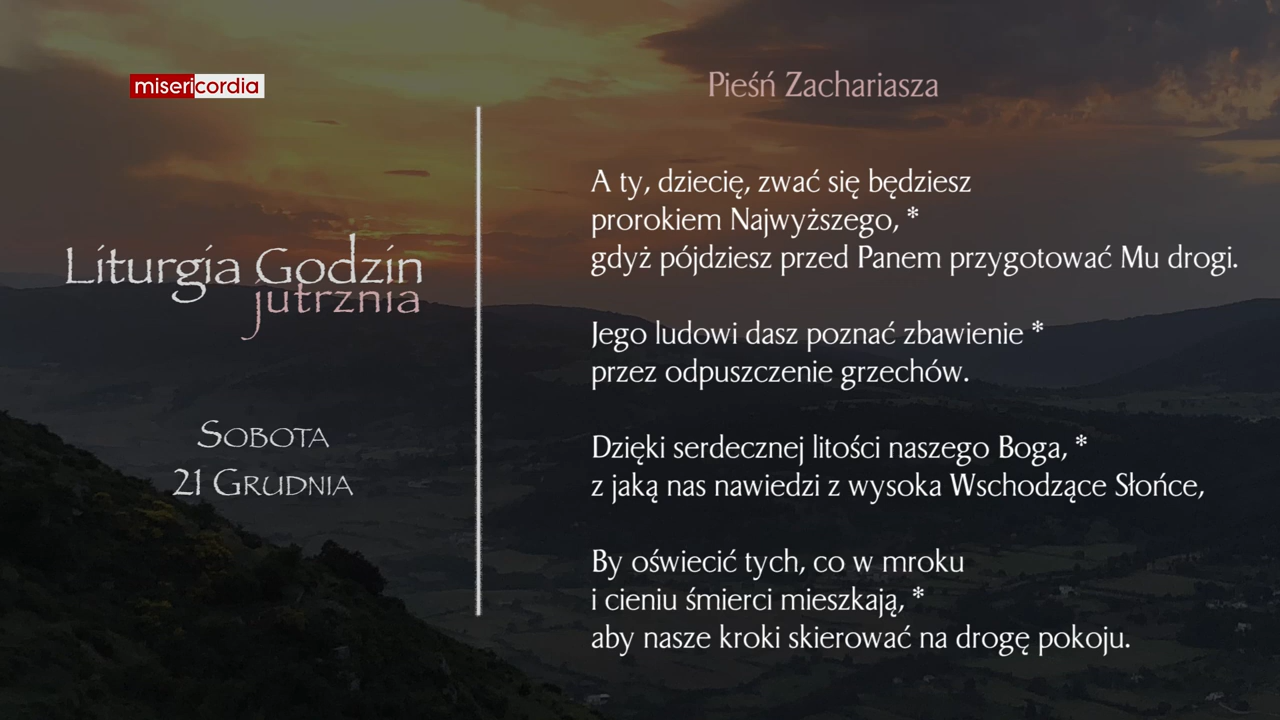 misericordia
Liturgia Godzin
jutrznia
Sobota
21 Grudnia
Pieśń Zachariasza
A ty, dziecię, zwać się będziesz
prorokiem Najwyższego, *
gdyż pójdziesz przed Panem przygotować Mu drogi.
Jego ludowi dasz poznać zbawienie *
przez odpuszczenie grzechów.
Dzięki serdecznej litości naszego Boga, *
z jaką nas nawiedzi z wysoka Wschodzące Słońce,
By oświecić tych, co w mroku
i cieniu śmierci mieszkają, *
aby nasze kroki skierować na drogę pokoju.